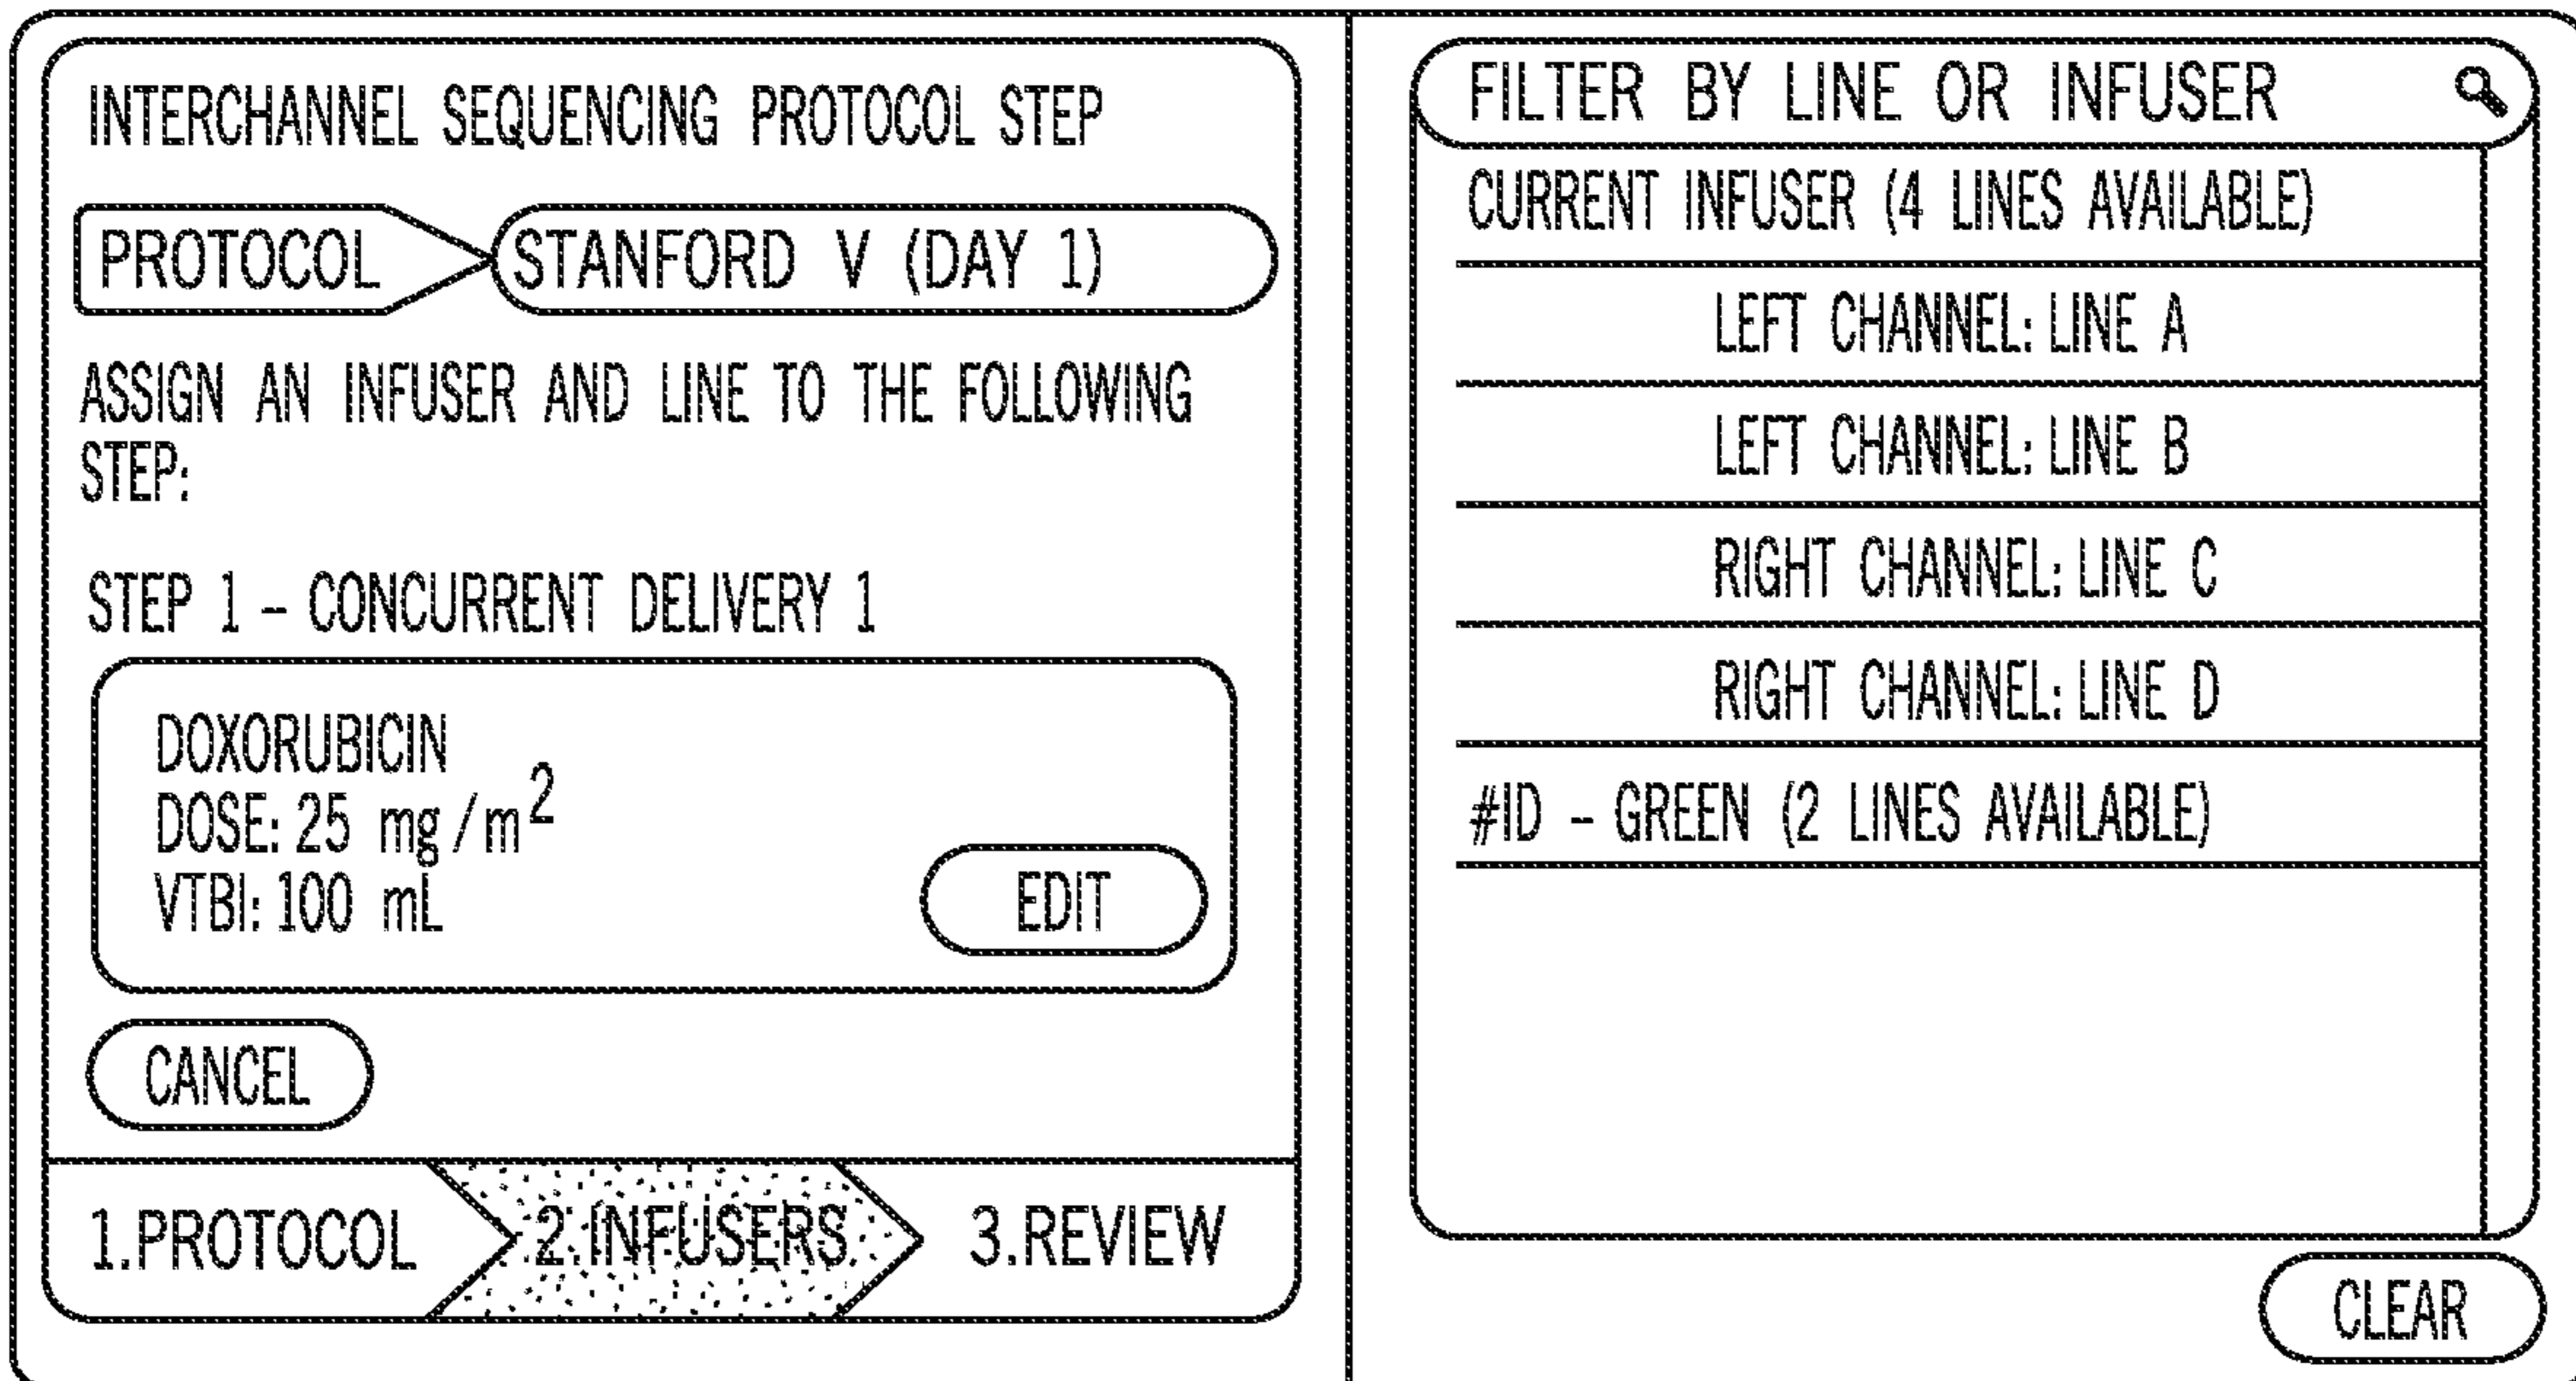 INTERCHANNEL SEQUENCING PROTOCOL STEP
PROTOCOL
STANFORD V (DAY 1)
ASSIGN AN INFUSER AND LINE TO THE FOLLOWING
STEP:
STEP 1 – CONCURRENT DELIVERY 1
DOXORUBICIN
DOSE: 25 mg/m²
VTBI: 100 mL
EDIT
CANCEL
1.PROTOCOL
2.INFUSERS
3.REVIEW
FILTER BY LINE OR INFUSER
CURRENT INFUSER (4 LINES AVAILABLE)
LEFT CHANNEL: LINE A
LEFT CHANNEL: LINE B
RIGHT CHANNEL: LINE C
RIGHT CHANNEL: LINE D
#ID – GREEN (2 LINES AVAILABLE)
CLEAR